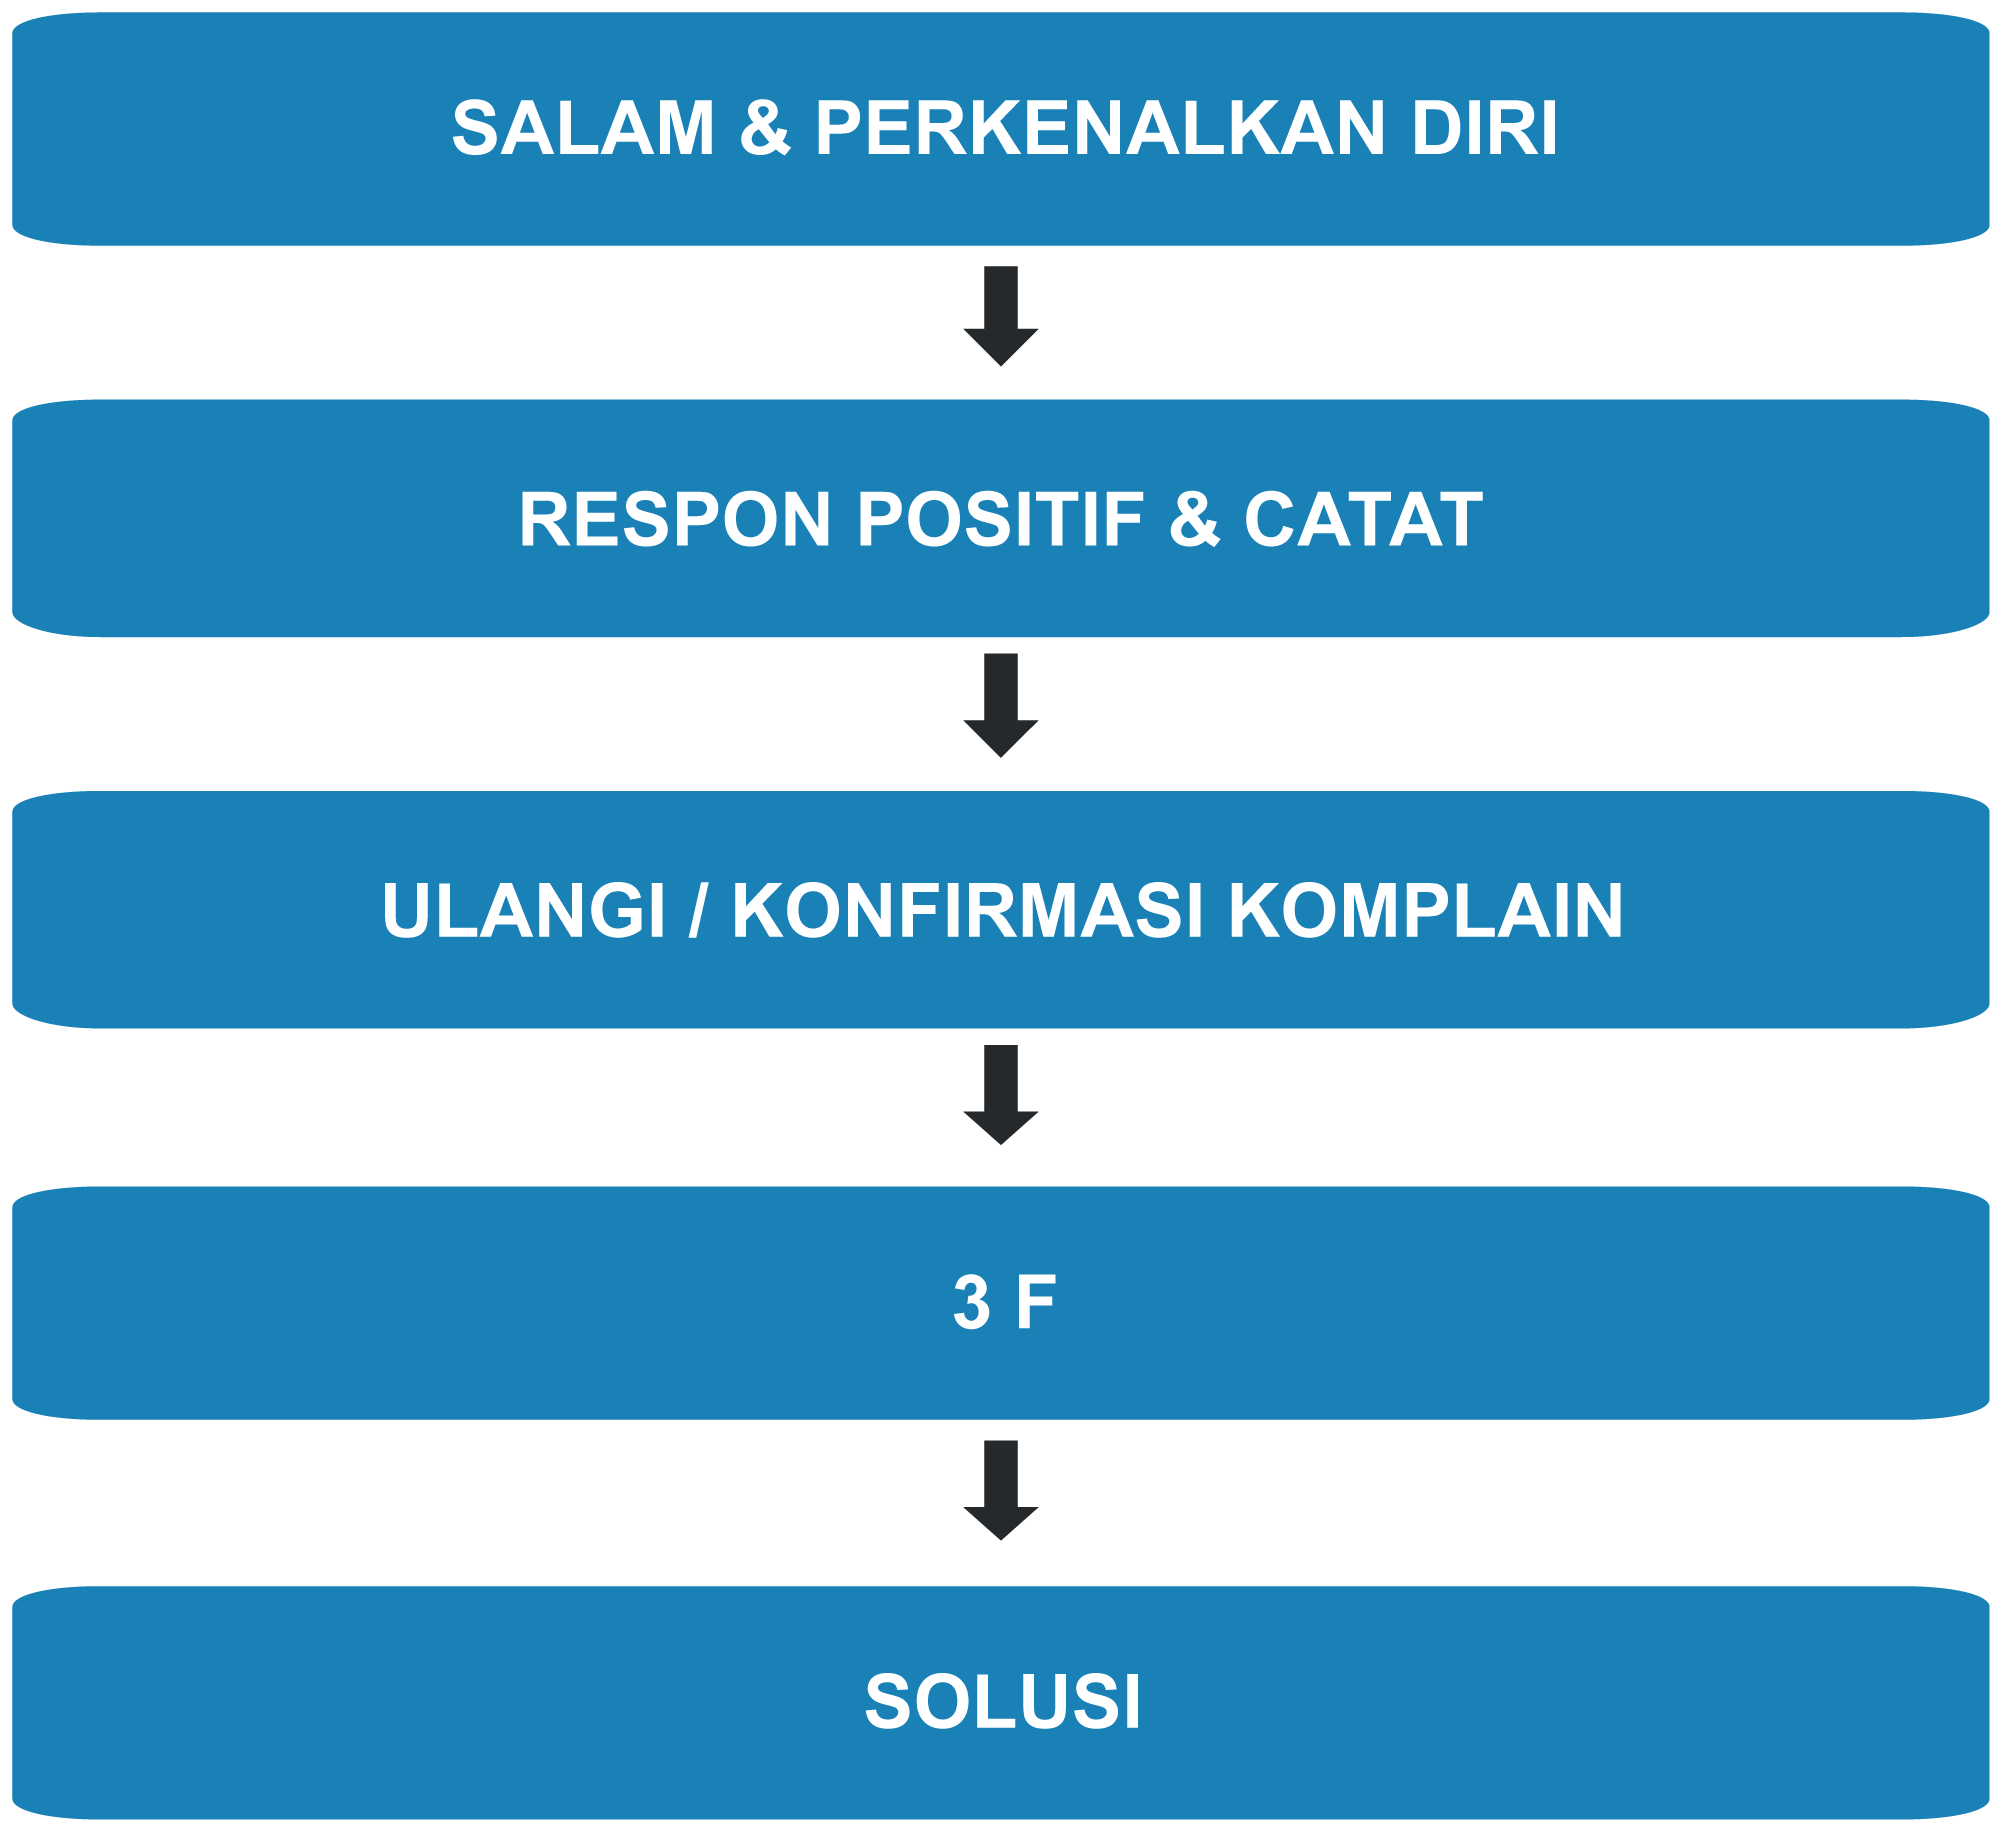 SALAM & PERKENALKAN DIRI
RESPON POSITIF & CATAT
ULANGI / KONFIRMASI KOMPLAIN
3 F
SOLUSI